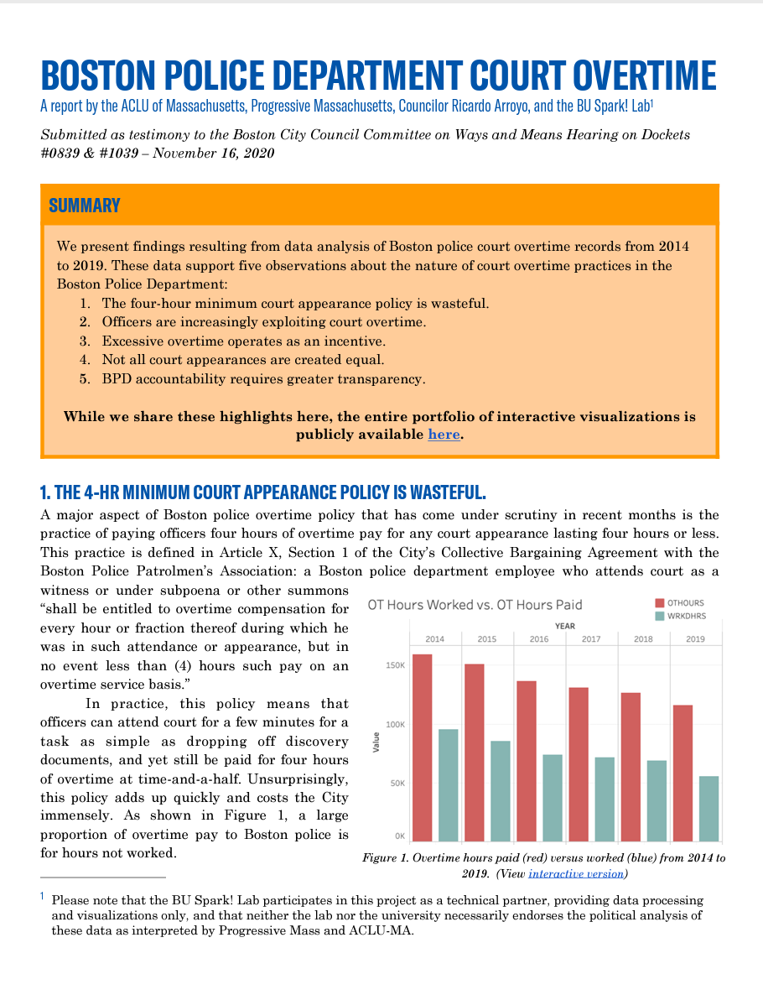 BOSTON POLICE DEPARTMENT COURT OVERTIME
A report by the ACLU of Massachusetts, Progressive Massachusetts, Councilor Ricardo Arroyo, and the BU Spark! Lab¹
Submitted as testimony to the Boston City Council Committee on Ways and Means Hearing on Dockets
#0839 & #1039 – November 16, 2020
SUMMARY
We present findings resulting from data analysis of Boston police court overtime records from 2014
to 2019. These data support five observations about the nature of court overtime practices in the
Boston Police Department:
1. The four-hour minimum court appearance policy is wasteful.
2. Officers are increasingly exploiting court overtime.
3. Excessive overtime operates as an incentive.
4. Not all court appearances are created equal.
5. BPD accountability requires greater transparency.
While we share these highlights here, the entire portfolio of interactive visualizations is
publicly available here.
1. THE 4-HR MINIMUM COURT APPEARANCE POLICY IS WASTEFUL.
A major aspect of Boston police overtime policy that has come under scrutiny in recent months is the
practice of paying officers four hours of overtime pay for any court appearance lasting four hours or less.
This practice is defined in Article X, Section 1 of the City’s Collective Bargaining Agreement with the
Boston Police Patrolmen’s Association: a Boston police department employee who attends court as a
witness or under subpoena or other summons
“shall be entitled to overtime compensation for
every hour or fraction thereof during which he
was in such attendance or appearance, but in
no event less than (4) hours such pay on an
overtime service basis.”
In practice, this policy means that
officers can attend court for a few minutes for a
task as simple as dropping off discovery
documents, and yet still be paid for four hours
of overtime at time-and-a-half. Unsurprisingly,
this policy adds up quickly and costs the City
immensely. As shown in Figure 1, a large
proportion of overtime pay to Boston police is
for hours not worked.
OT Hours Worked vs. OT Hours Paid
OTHOURS
WRKDHRS
YEAR
2014 2015 2016 2017 2018 2019
150K
100K
Value
50K
0K
Figure 1. Overtime hours paid (red) versus worked (blue) from 2014 to
2019. (View interactive version)
¹ Please note that the BU Spark! Lab participates in this project as a technical partner, providing data processing
and visualizations only, and that neither the lab nor the university necessarily endorses the political analysis of
these data as interpreted by Progressive Mass and ACLU-MA.